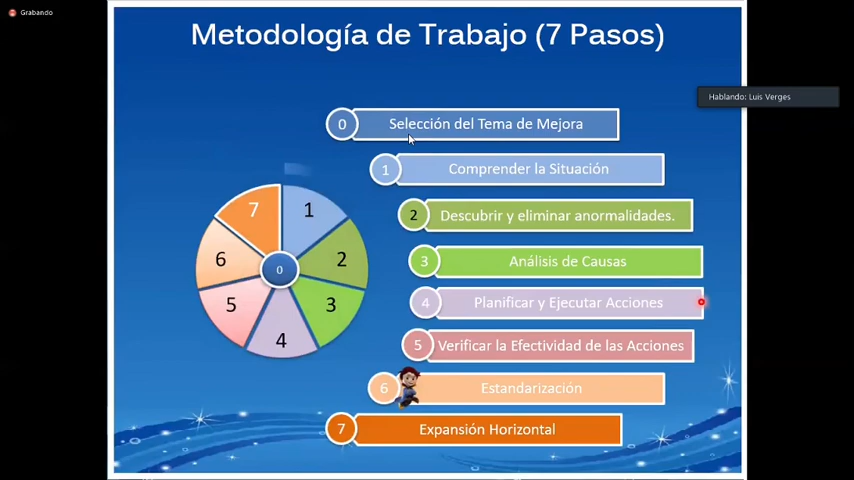 Grabando
Metodología de Trabajo (7 Pasos)
Hablando: Luis Verges
0 Selección del Tema de Mejora
1 Comprender la Situación
2 Descubrir y eliminar anormalidades.
3 Análisis de Causas
4 Planificar y Ejecutar Acciones
5 Verificar la Efectividad de las Acciones
6 Estandarización
7 Expansión Horizontal
7 1
6 2
0
5 3
4